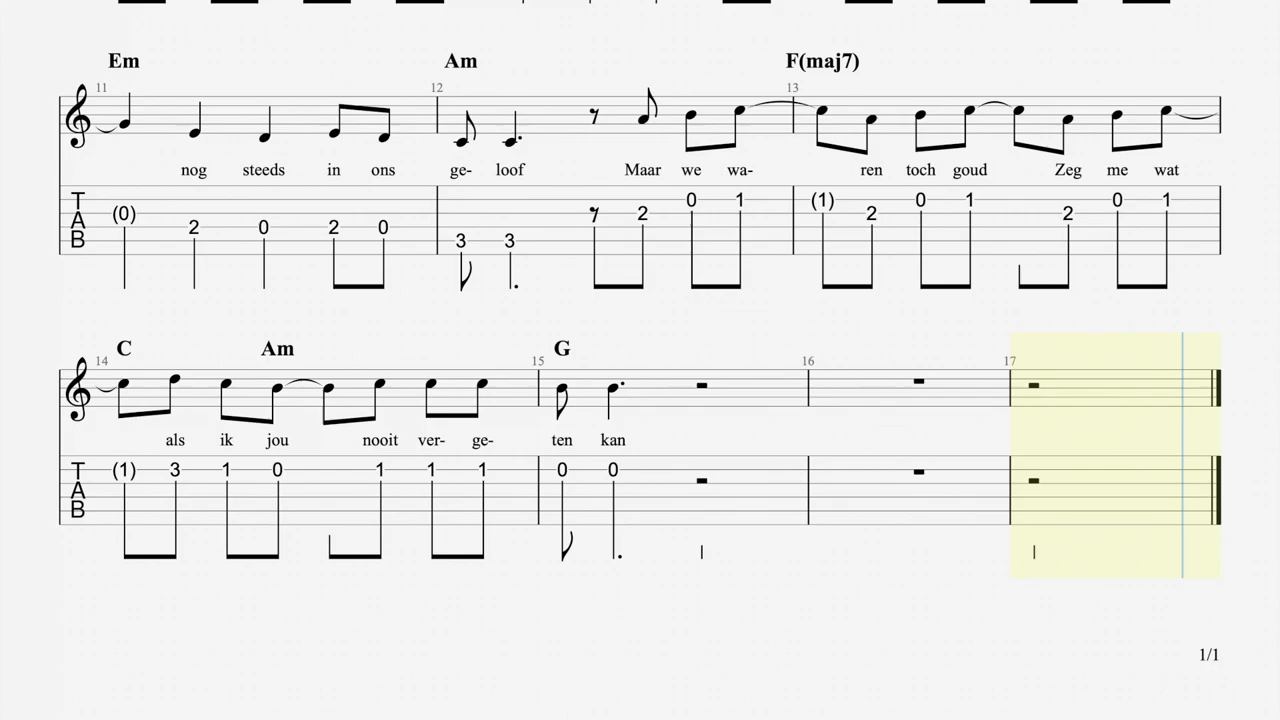 Em Am F(maj7)
11 12 13
nog steeds in ons ge- loof Maar we wa- ren toch goud Zeg me wat
T A B
(0) 2 0 2 0 3 3 2 0 1 (1) 2 0 1 2 0 1
C Am G
14 15 16 17
als ik jou nooit ver- ge- ten kan
T A B
(1) 3 1 0 1 1 1 0 0
1/1